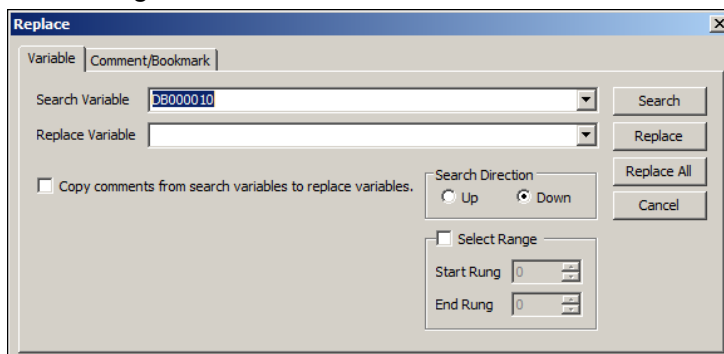 Replace
Variable Comment/Bookmark
Search Variable DB000010 Search
Replace Variable Replace
Copy comments from search variables to replace variables. Search Direction Replace All
Up Down Cancel
Select Range
Start Rung 0
End Rung 0